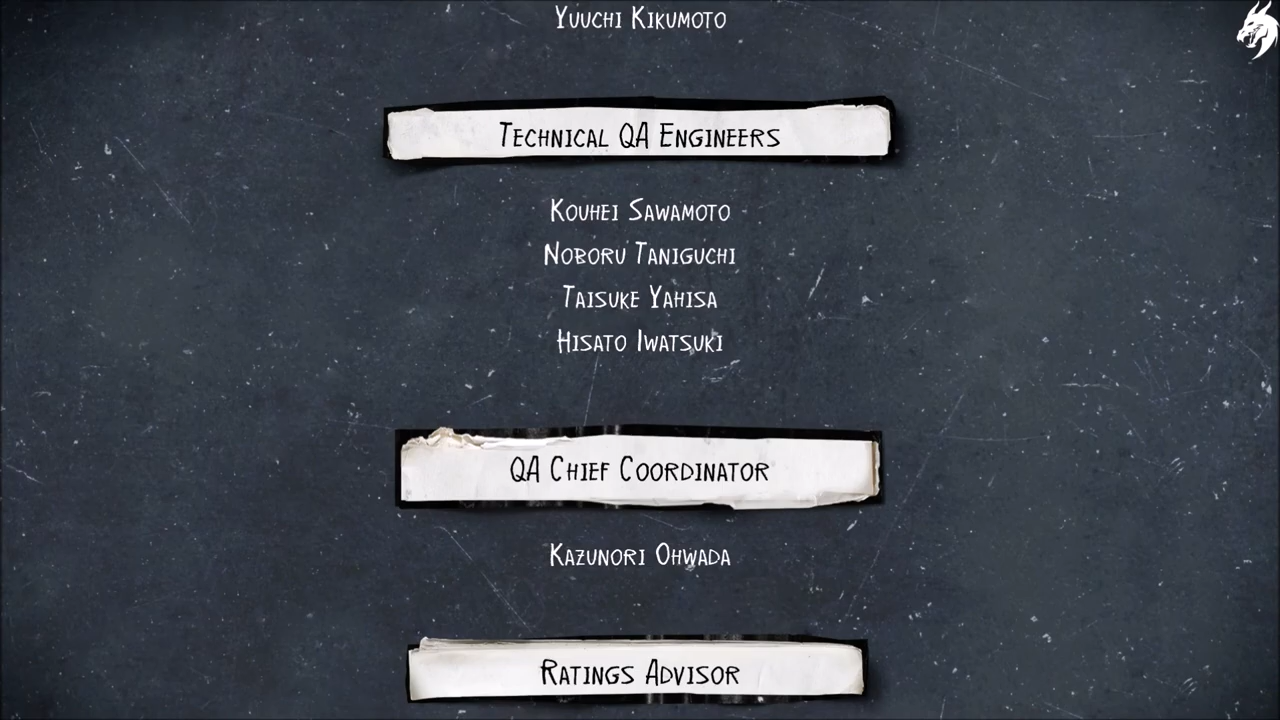 Yuuchi Kikumoto
Technical QA Engineers
Kouhei Sawamoto
Noboru Taniguchi
Taisuke Yahisa
Hisato Iwatsuki
QA Chief Coordinator
Kazunori Ohwada
Ratings Advisor